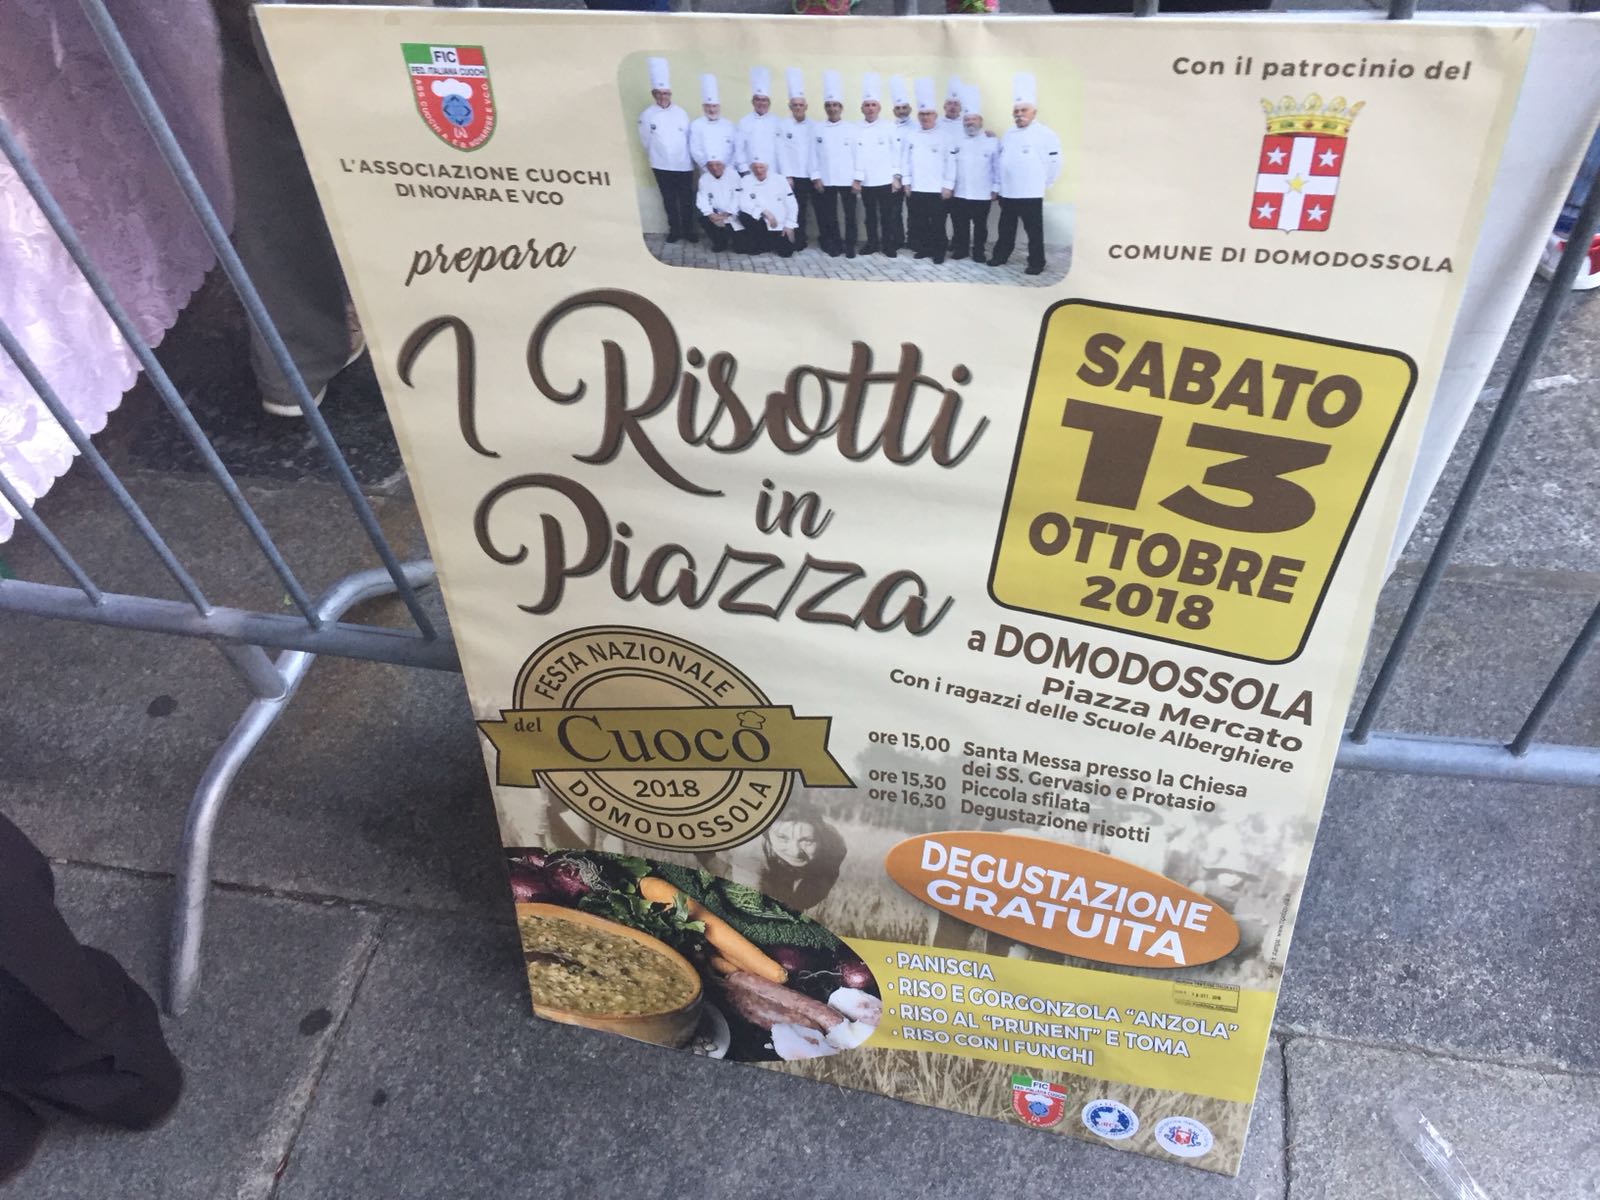 FIC
FED. ITALIANA CUOCHI
L'ASSOCIAZIONE CUOCHI
DI NOVARA E VCO
prepara
Con il patrocinio del
COMUNE DI DOMODOSSOLA
I Risotti
in
Piazza
SABATO
13
OTTOBRE
2018
a DOMODOSSOLA
Piazza Mercato
Con i ragazzi delle Scuole Alberghiere
FESTA NAZIONALE
del Cuoco
2018
DOMODOSSOLA
ore 15,00 Santa Messa presso la Chiesa
dei SS. Gervasio e Protasio
ore 15,30 Piccola sfilata
ore 16,30 Degustazione risotti
DEGUSTAZIONE
GRATUITA
• PANISCIA
• RISO E GORGONZOLA "ANZOLA"
• RISO AL "PRUNENT" E TOMA
• RISO CON I FUNGHI
FIC
FED. ITALIANA CUOCHI